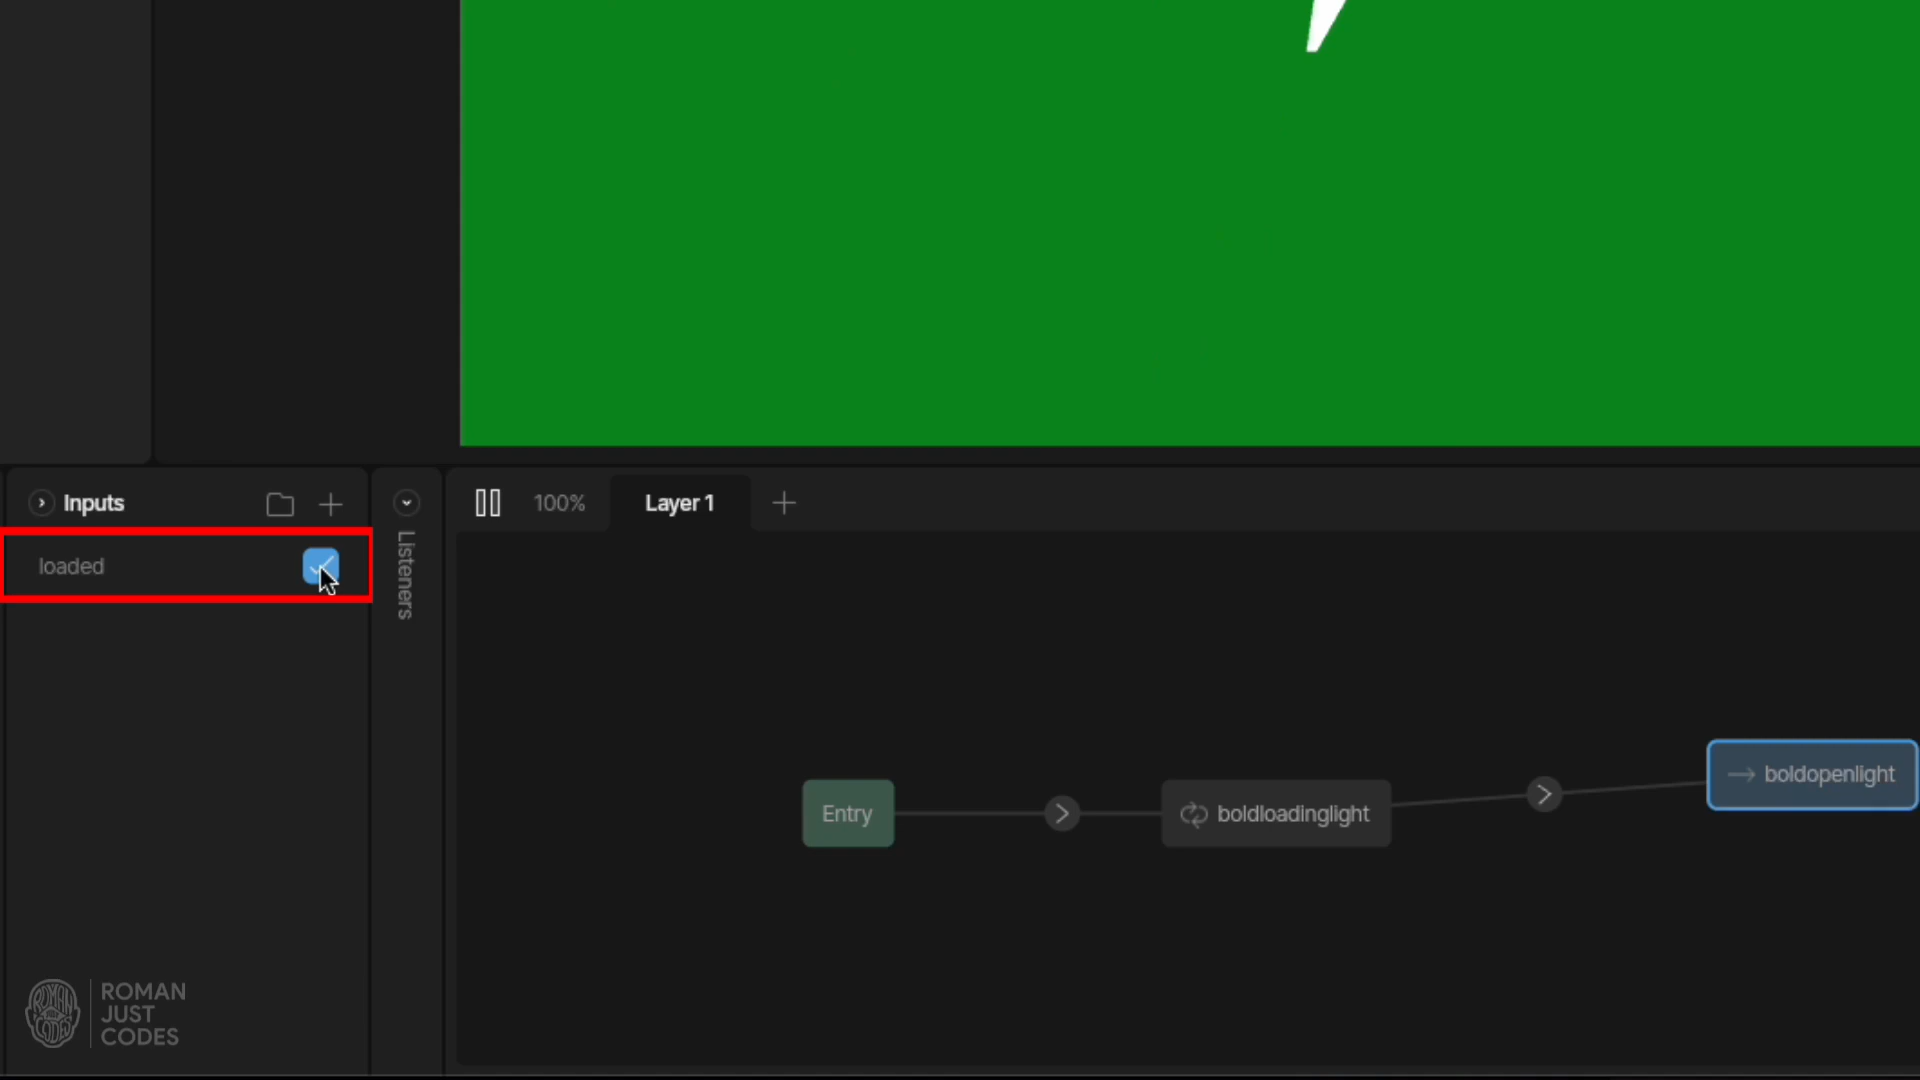 Inputs
100%
Layer 1
loaded
Listeners
Entry
boldloadinglight
boldopenlight
ROMAN
JUST
CODES